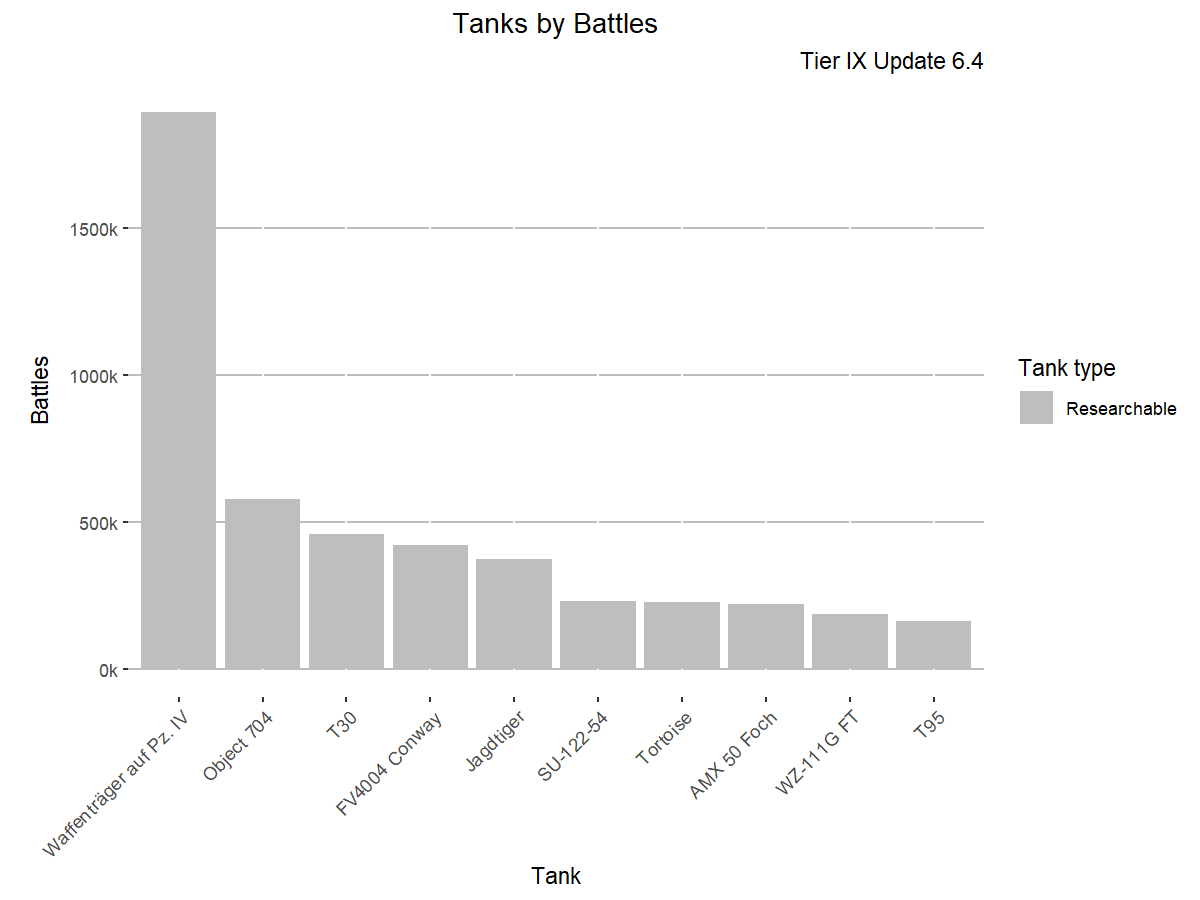 Tanks by Battles
Tier IX Update 6.4
1500k
1000k
500k
0k
Battles
Waffenträger auf Pz. IV
Object 704
T30
FV4004 Conway
Jagdtiger
SU-122-54
Tortoise
AMX 50 Foch
WZ-111G FT
T95
Tank
Tank type
Researchable